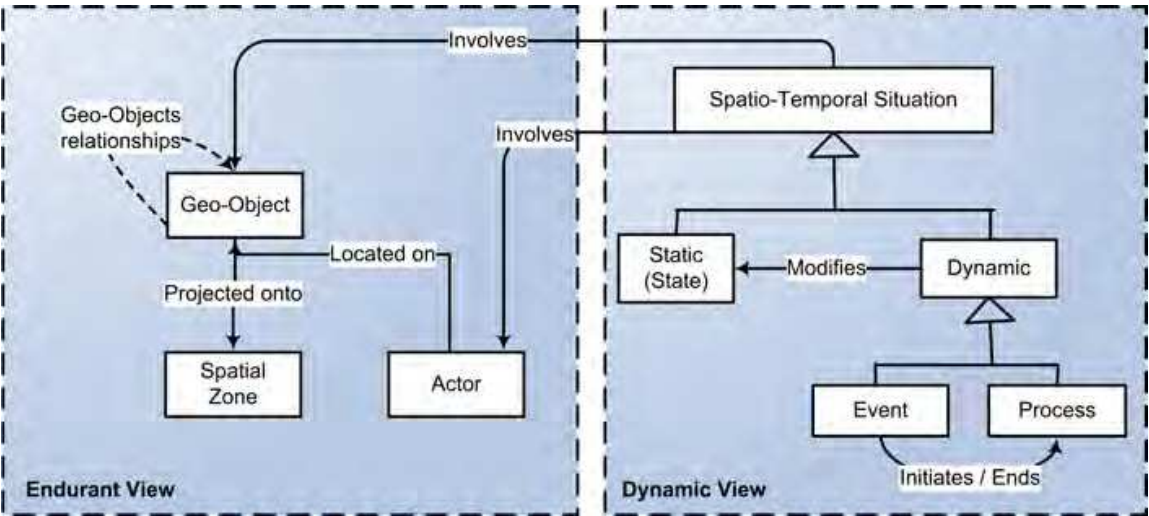 Involves
Spatio-Temporal Situation
Geo-Objects
relationships
Involves
Geo-Object
Located on
Static
(State)
Modifies
Dynamic
Projected onto
Spatial
Zone
Actor
Event
Process
Initiates / Ends
Endurant View
Dynamic View